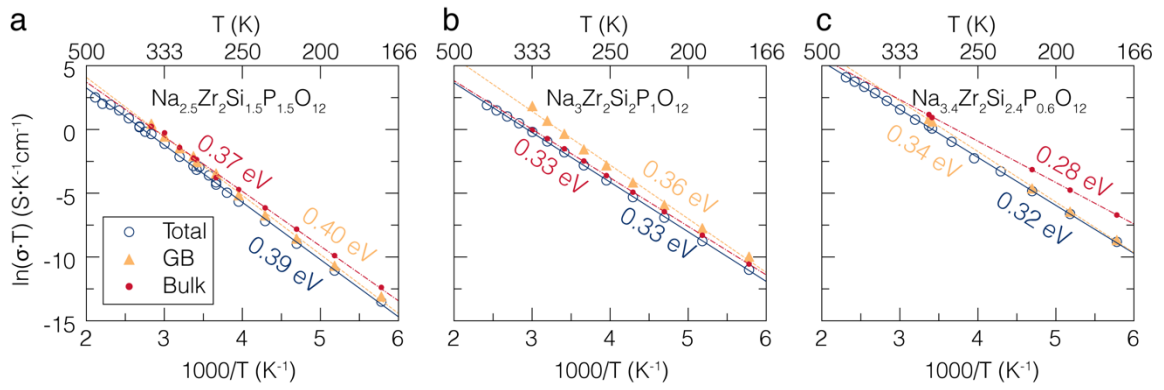 a
T (K)
500 333 250 200 166
5
0
-5
-10
-15
ln(σ·T) (S·K⁻¹cm⁻¹)
Na₂.₅Zr₂Si₁.₅P₁.₅O₁₂
0.37 eV
0.40 eV
0.39 eV
Total
GB
Bulk
2 3 4 5 6
1000/T (K⁻¹)
b
T (K)
500 333 250 200 166
Na₃Zr₂Si₂P₁O₁₂
0.36 eV
0.33 eV
0.33 eV
2 3 4 5 6
1000/T (K⁻¹)
c
T (K)
500 333 250 200 166
Na₃.₄Zr₂Si₂.₄P₀.₆O₁₂
0.28 eV
0.34 eV
0.32 eV
2 3 4 5 6
1000/T (K⁻¹)